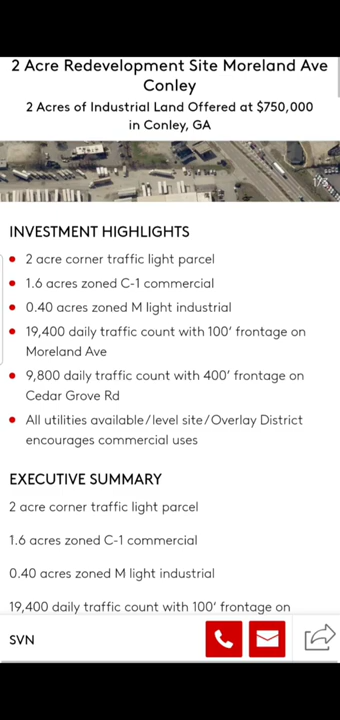 2 Acre Redevelopment Site Moreland Ave
Conley
2 Acres of Industrial Land Offered at $750,000
in Conley, GA
INVESTMENT HIGHLIGHTS
• 2 acre corner traffic light parcel
• 1.6 acres zoned C-1 commercial
• 0.40 acres zoned M light industrial
• 19,400 daily traffic count with 100' frontage on
Moreland Ave
• 9,800 daily traffic count with 400' frontage on
Cedar Grove Rd
• All utilities available/level site/Overlay District
encourages commercial uses
EXECUTIVE SUMMARY
2 acre corner traffic light parcel
1.6 acres zoned C-1 commercial
0.40 acres zoned M light industrial
19,400 daily traffic count with 100' frontage on
SVN